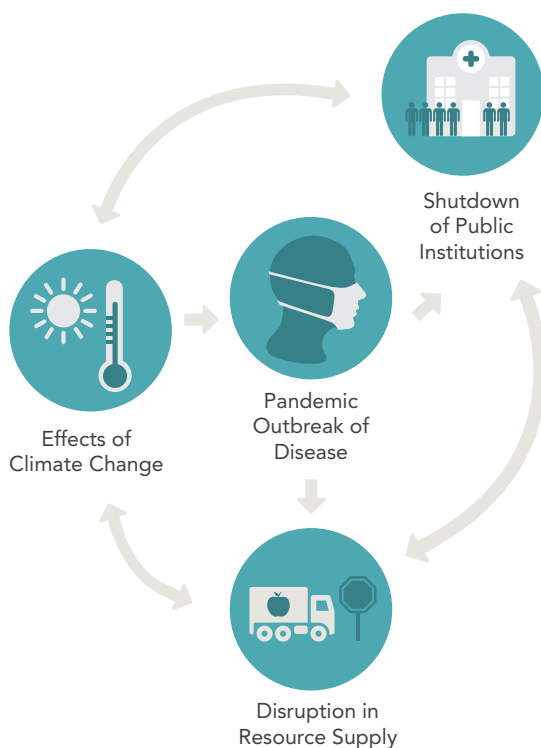 Shutdown
of Public
Institutions
Effects of
Climate Change
Pandemic
Outbreak of
Disease
Disruption in
Resource Supply